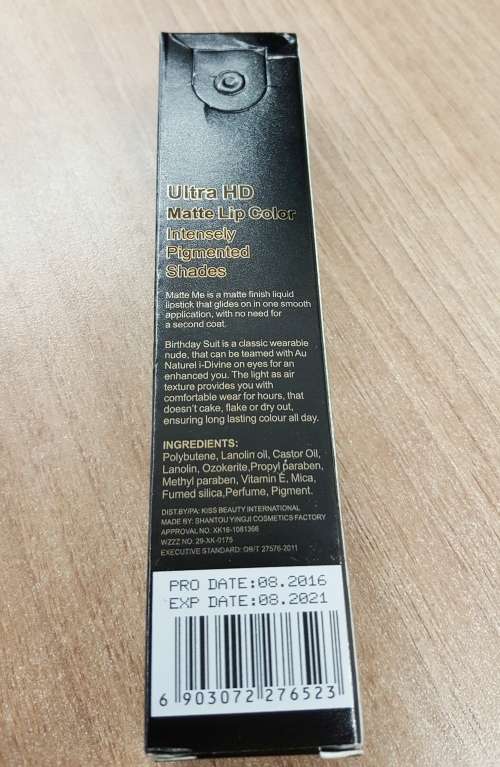 Ultra HD
Matte Lip Color
Intensely
Pigmented
Shades
Matte Me is a matte finish liquid
lipstick that glides on in one smooth
application, with no need for
a second coat.
Birthday Suit is a classic wearable
nude, that can be teamed with Au
Naturel i-Divine on eyes for an
enhanced you. The light as air
texture provides you with
comfortable wear for hours, that
doesn't cake, flake or dry out,
ensuring long lasting colour all day.
INGREDIENTS:
Polybutene, Lanolin oil, Castor Oil,
Lanolin, Ozokerite,Propyl paraben,
Methyl paraben, Vitamin E, Mica,
Fumed silica,Perfume, Pigment.
DIST.BY/PA: KISS BEAUTY INTERNATIONAL
MADE BY: SHANTOU YINGJI COSMETICS FACTORY
APPROVAL NO: XK16-1081366
WZZZ NO: 29-XK-0175
EXECUTIVE STANDARD: QB/T 27576-2011
PRO DATE:08.2016
EXP DATE:08.2021
6 903072 276523